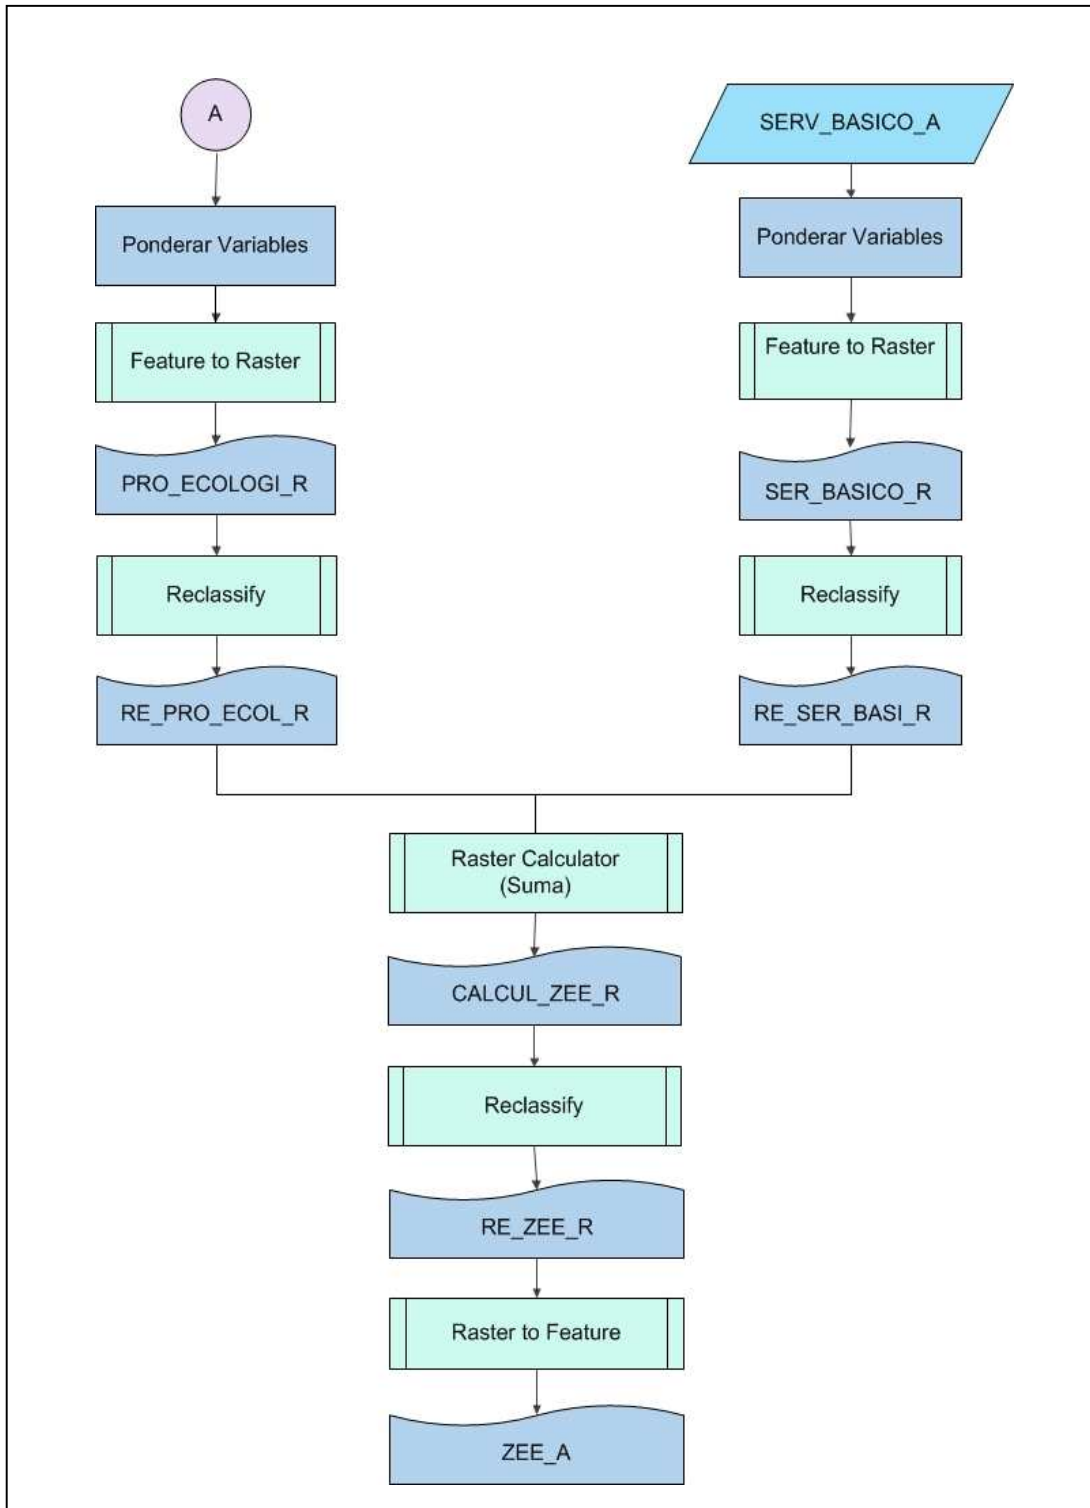 A
SERV_BASICO_A
Ponderar Variables
Ponderar Variables
Feature to Raster
Feature to Raster
PRO_ECOLOGI_R
SER_BASICO_R
Reclassify
Reclassify
RE_PRO_ECOL_R
RE_SER_BASI_R
Raster Calculator
(Suma)
CALCUL_ZEE_R
Reclassify
RE_ZEE_R
Raster to Feature
ZEE_A